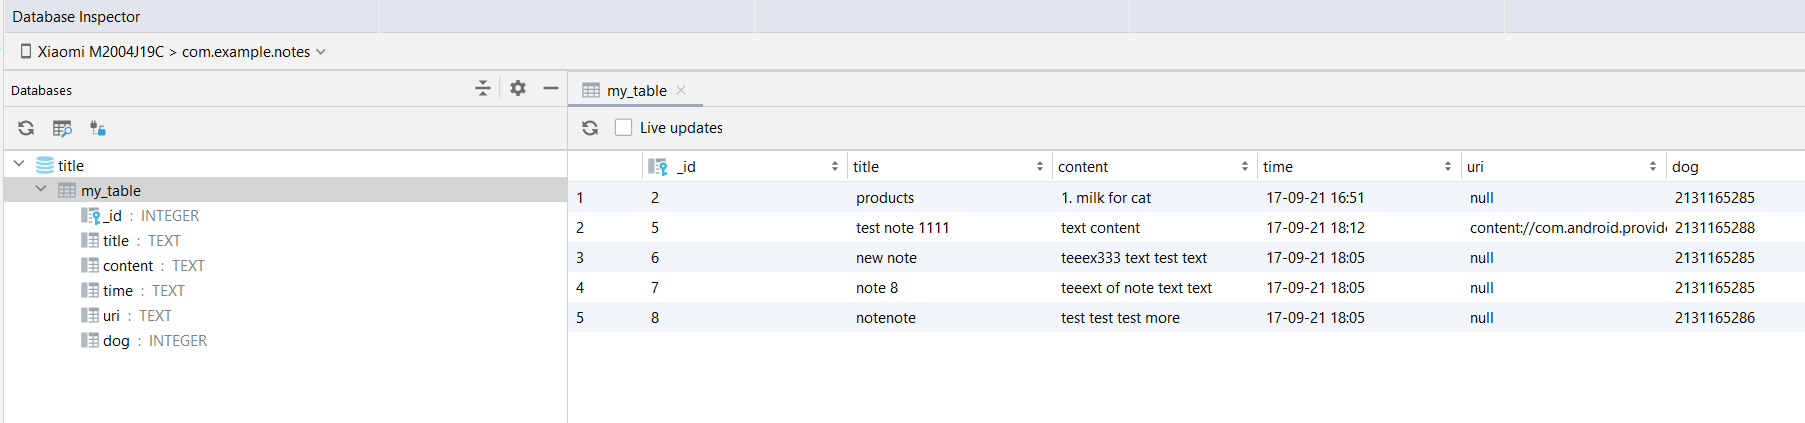 Database Inspector
Xiaomi M2004J19C > com.example.notes
Databases
my_table
Live updates
title
my_table
_id : INTEGER
title : TEXT
content : TEXT
time : TEXT
uri : TEXT
dog : INTEGER
_id title content time uri dog
1 2 products 1. milk for cat 17-09-21 16:51 null 2131165285
2 5 test note 1111 text content 17-09-21 18:12 content://com.android.provide 2131165288
3 6 new note teeex333 text test text 17-09-21 18:05 null 2131165285
4 7 note 8 teeext of note text text 17-09-21 18:05 null 2131165285
5 8 notenote test test test more 17-09-21 18:05 null 2131165286